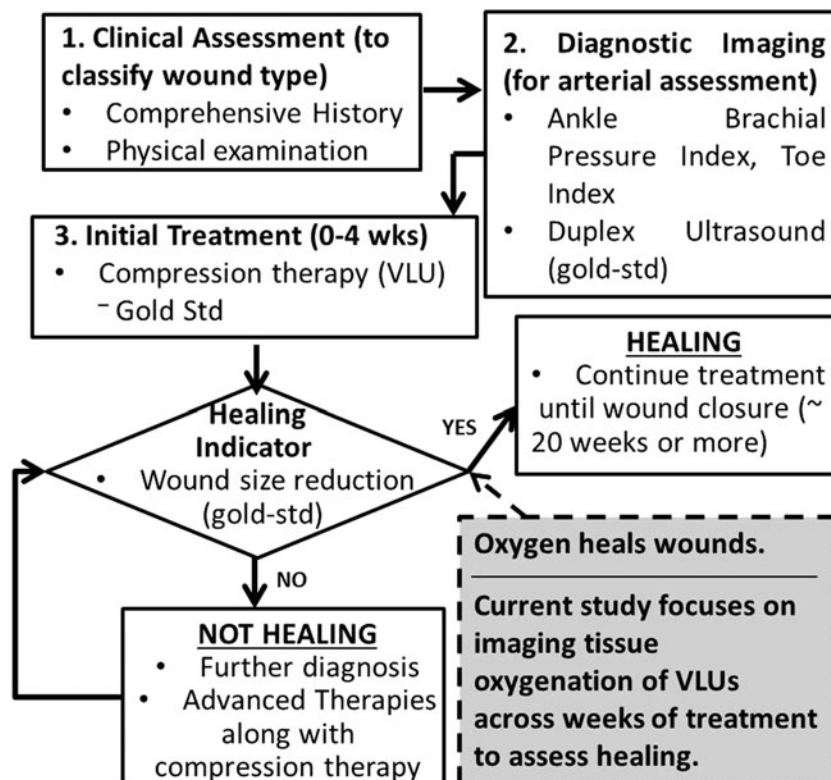 1. Clinical Assessment (to
classify wound type)
• Comprehensive History
• Physical examination
2. Diagnostic Imaging
(for arterial assessment)
• Ankle Brachial
Pressure Index, Toe
Index
• Duplex Ultrasound
(gold-std)
3. Initial Treatment (0-4 wks)
• Compression therapy (VLU)
– Gold Std
Healing
Indicator
• Wound size reduction
(gold-std)
YES
HEALING
• Continue treatment
until wound closure (~
20 weeks or more)
NO
NOT HEALING
• Further diagnosis
• Advanced Therapies
along with
compression therapy
Oxygen heals wounds.
Current study focuses on
imaging tissue
oxygenation of VLUs
across weeks of treatment
to assess healing.